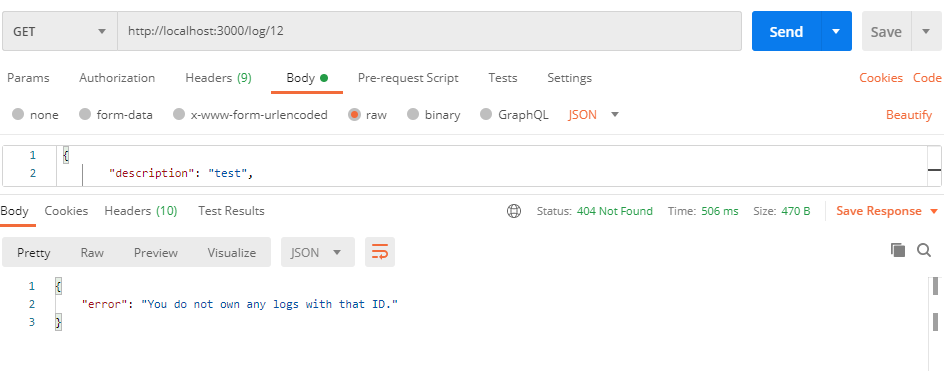 GET http://localhost:3000/log/12 Send Save
Params Authorization Headers (9) Body Pre-request Script Tests Settings Cookies Code
none form-data x-www-form-urlencoded raw binary GraphQL JSON Beautify
1 {
2 "description": "test",
Body Cookies Headers (10) Test Results Status: 404 Not Found Time: 506 ms Size: 470 B Save Response
Pretty Raw Preview Visualize JSON
1 {
2 "error": "You do not own any logs with that ID."
3 }